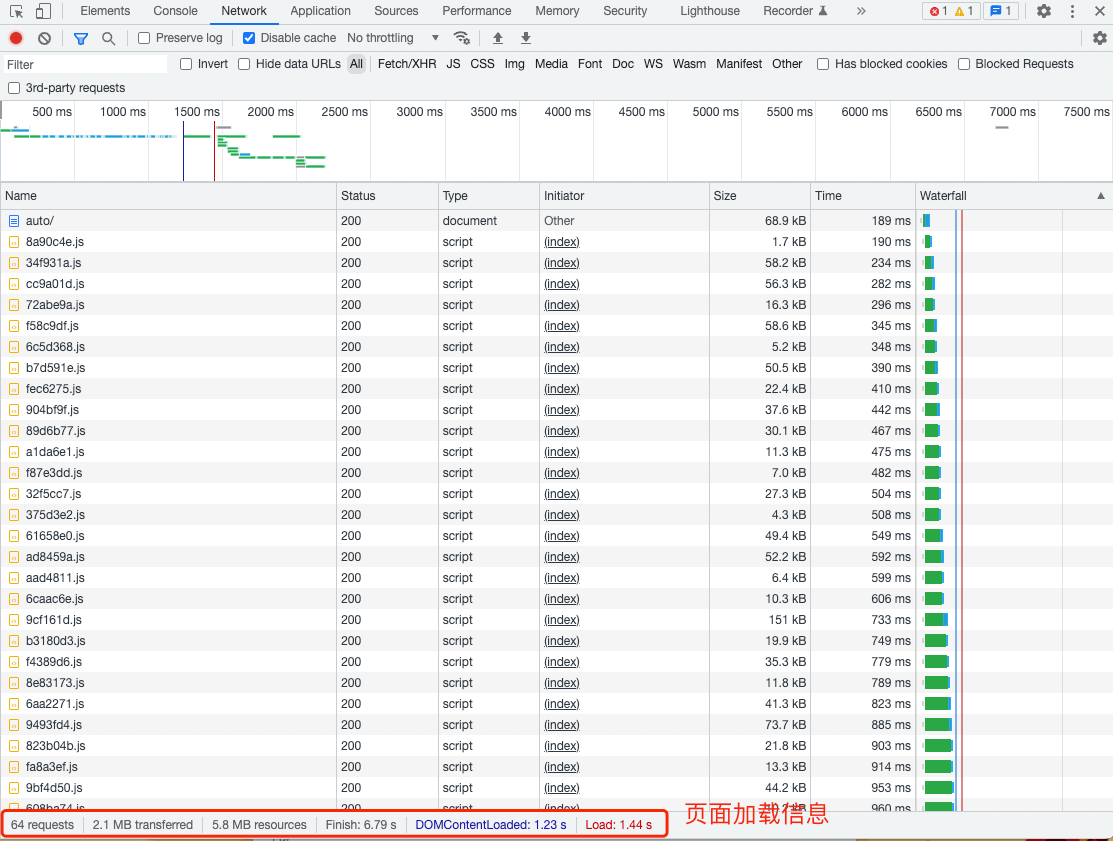 Elements Console Network Application Sources Performance Memory Security Lighthouse Recorder » 1 1 1
Preserve log Disable cache No throttling
Filter Invert Hide data URLs All Fetch/XHR JS CSS Img Media Font Doc WS Wasm Manifest Other Has blocked cookies Blocked Requests
3rd-party requests
500 ms 1000 ms 1500 ms 2000 ms 2500 ms 3000 ms 3500 ms 4000 ms 4500 ms 5000 ms 5500 ms 6000 ms 6500 ms 7000 ms 7500 ms
Name Status Type Initiator Size Time Waterfall
auto/ 200 document Other 68.9 kB 189 ms
8a90c4e.js 200 script (index) 1.7 kB 190 ms
34f931a.js 200 script (index) 58.2 kB 234 ms
cc9a01d.js 200 script (index) 56.3 kB 282 ms
72abe9a.js 200 script (index) 16.3 kB 296 ms
f58c9df.js 200 script (index) 58.6 kB 345 ms
6c5d368.js 200 script (index) 5.2 kB 348 ms
b7d591e.js 200 script (index) 50.5 kB 390 ms
fec6275.js 200 script (index) 22.4 kB 410 ms
904bf9f.js 200 script (index) 37.6 kB 442 ms
89d6b77.js 200 script (index) 30.1 kB 467 ms
a1da6e1.js 200 script (index) 11.3 kB 475 ms
f87e3dd.js 200 script (index) 7.0 kB 482 ms
32f5cc7.js 200 script (index) 27.3 kB 504 ms
375d3e2.js 200 script (index) 4.3 kB 508 ms
61658e0.js 200 script (index) 49.4 kB 549 ms
ad8459a.js 200 script (index) 52.2 kB 592 ms
aad4811.js 200 script (index) 6.4 kB 599 ms
6caac6e.js 200 script (index) 10.3 kB 606 ms
9cf161d.js 200 script (index) 151 kB 733 ms
b3180d3.js 200 script (index) 19.9 kB 749 ms
f4389d6.js 200 script (index) 35.3 kB 779 ms
8e83173.js 200 script (index) 11.8 kB 789 ms
6aa2271.js 200 script (index) 41.3 kB 823 ms
9493fd4.js 200 script (index) 73.7 kB 885 ms
823b04b.js 200 script (index) 21.8 kB 903 ms
fa8a3ef.js 200 script (index) 13.3 kB 914 ms
9bf4d50.js 200 script (index) 44.2 kB 953 ms
608ba74.js 200 script (index) kB 960 ms
64 requests 2.1 MB transferred 5.8 MB resources Finish: 6.79 s DOMContentLoaded: 1.23 s Load: 1.44 s 页面加载信息